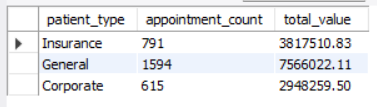 patient_type appointment_count total_value
Insurance 791 3817510.83
General 1594 7566022.11
Corporate 615 2948259.50